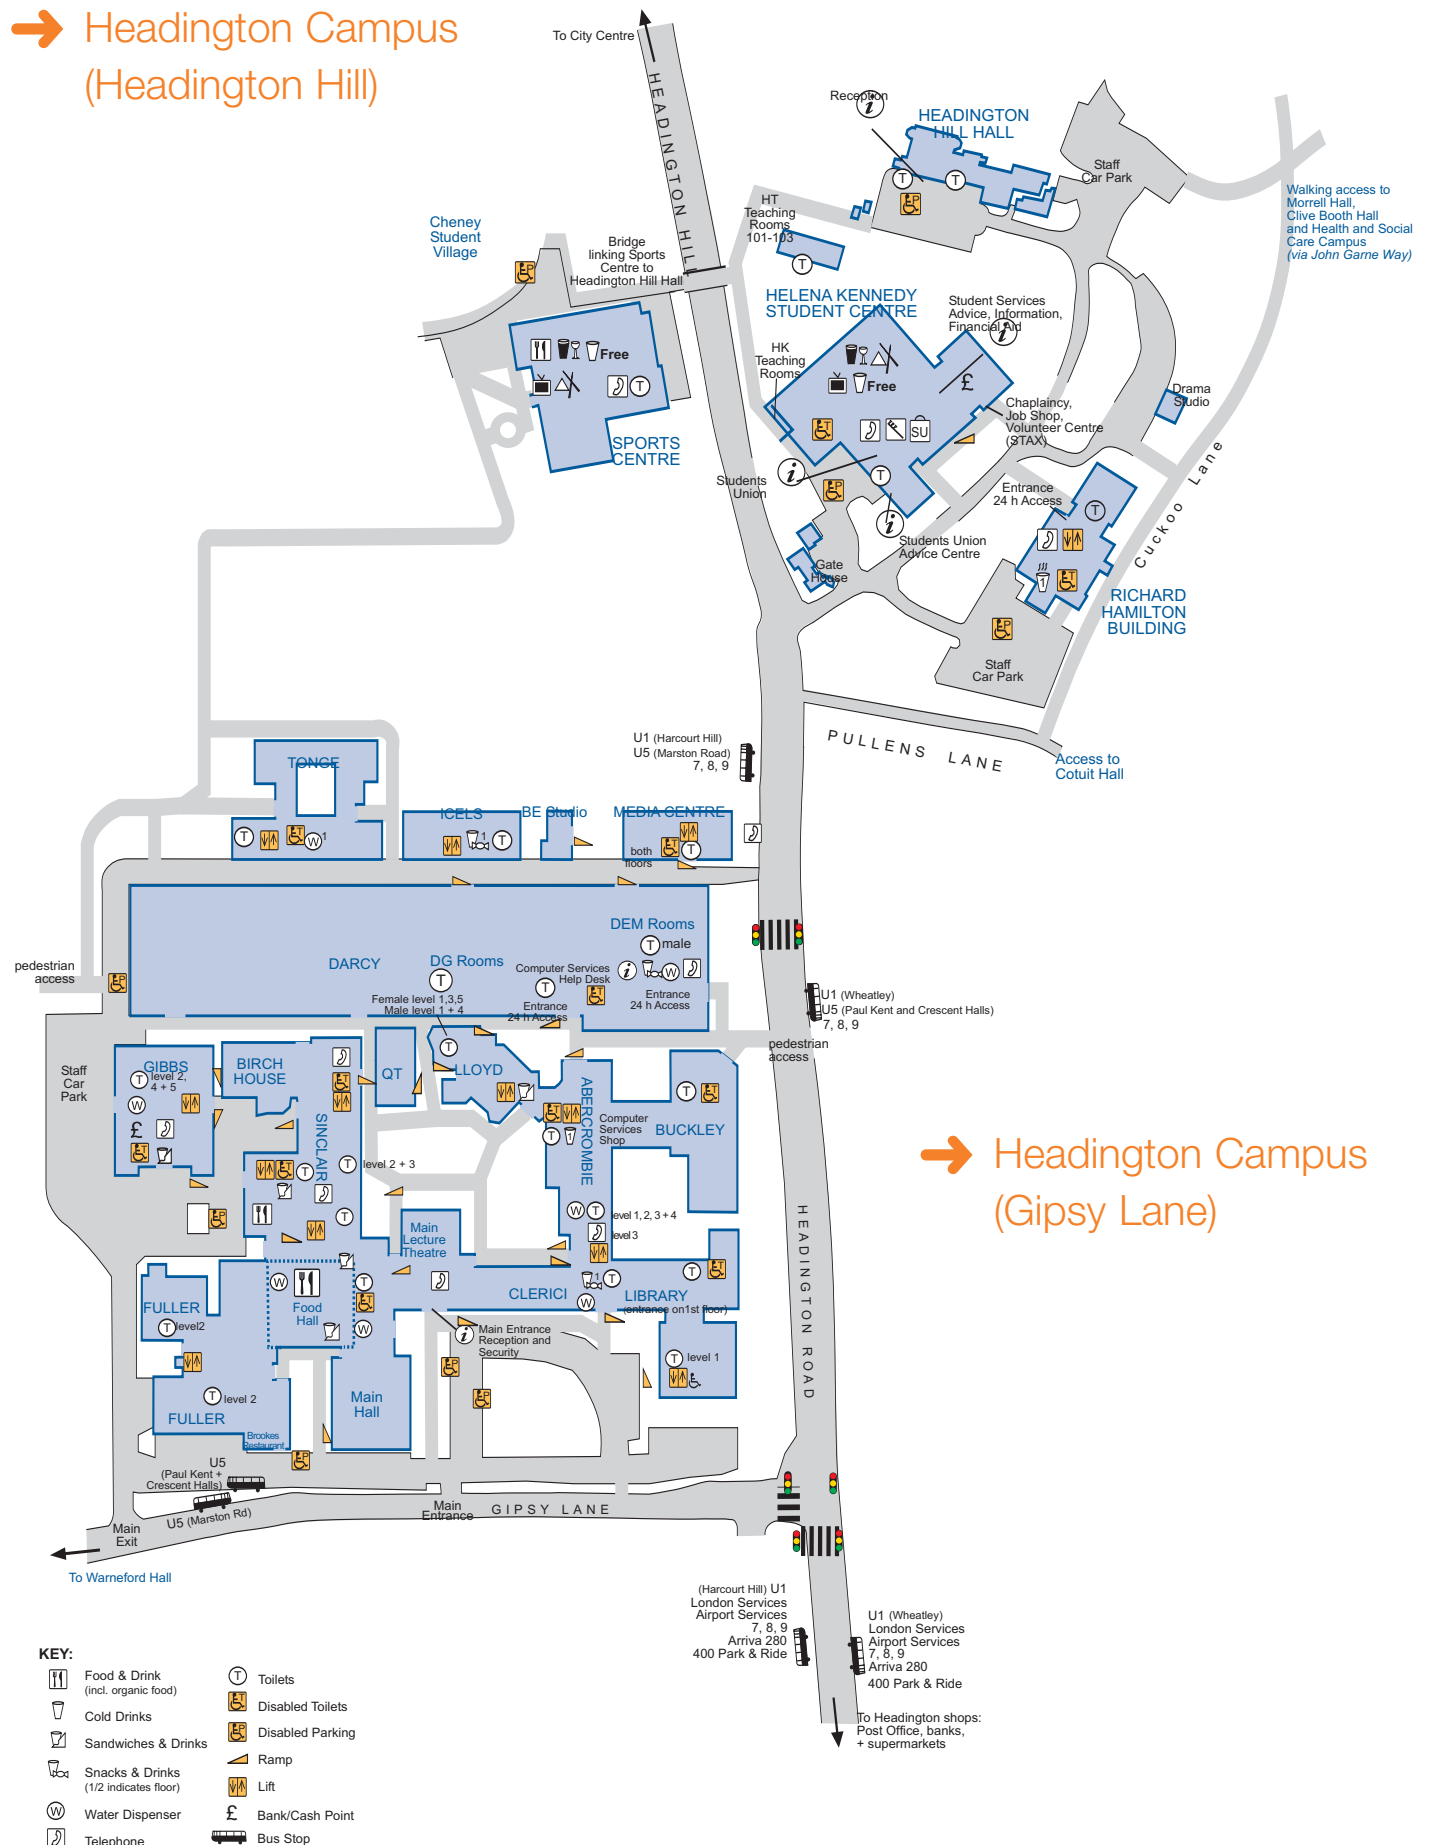 Headington Campus
(Headington Hill)
To City Centre
HEADINGTON HILL
Reception
i
HEADINGTON
HILL HALL
Staff
Car Park
Walking access to
Morrell Hall,
Clive Booth Hall
and Health and Social
Care Campus
(via John Garne Way)
HT
Teaching
Rooms
101-103
Cheney
Student
Village
Bridge
linking Sports
Centre to
Headington Hill Hall
HELENA KENNEDY
STUDENT CENTRE
Student Services
Advice, Information,
Financial Aid
HK
Teaching
Rooms
Free
Free
£
SU
Drama
Studio
Chaplaincy,
Job Shop,
Volunteer Centre
(STAX)
SPORTS
CENTRE
Students
Union
Entrance
24 h Access
Cuckoo Lane
Students Union
Advice Centre
Gate
House
RICHARD
HAMILTON
BUILDING
Staff
Car Park
PULLENS LANE
Access to
Cotuit Hall
U1 (Harcourt Hill)
U5 (Marston Road)
7, 8, 9
TONGE
ICELS
BE Studio
MEDIA CENTRE
both
floors
DEM Rooms
T male
DARCY
DG Rooms
Computer Services
Help Desk
Female level 1,3,5
Male level 1 + 4
Entrance
24 h Access
Entrance
24 h Access
pedestrian
access
U1 (Wheatley)
U5 (Paul Kent and Crescent Halls)
7, 8, 9
pedestrian
access
Staff
Car
Park
GIBBS
level 2,
4 + 5
BIRCH
HOUSE
QT
LLOYD
SINCLAIR
ABERCROMBIE
Computer
Services
Shop
BUCKLEY
level 2 + 3
£
Headington Campus
(Gipsy Lane)
level 1, 2, 3 + 4
level 3
Main
Lecture
Theatre
HEADINGTON ROAD
CLERICI
LIBRARY
(entrance on1st floor)
FULLER
level2
Food
Hall
Main Entrance
Reception and
Security
level 1
level 2
FULLER
Main
Hall
Brookes
Restaurant
U5
(Paul Kent +
Crescent Halls)
U5 (Marston Rd)
Main
Entrance
GIPSY LANE
Main
Exit
To Warneford Hall
(Harcourt Hill) U1
London Services
Airport Services
7, 8, 9
Arriva 280
400 Park & Ride
U1 (Wheatley)
London Services
Airport Services
7, 8, 9
Arriva 280
400 Park & Ride
To Headington shops:
Post Office, banks,
+ supermarkets
KEY:
Food & Drink
(incl. organic food)
Cold Drinks
Sandwiches & Drinks
Snacks & Drinks
(1/2 indicates floor)
W Water Dispenser
Telephone
T Toilets
Disabled Toilets
Disabled Parking
Ramp
Lift
£ Bank/Cash Point
Bus Stop